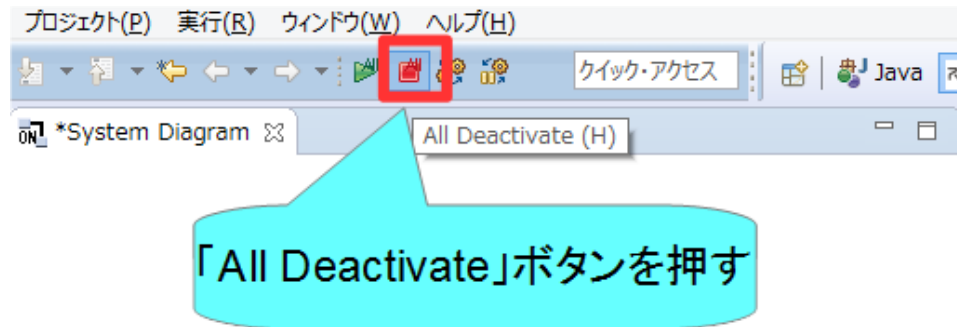 プロジェクト(P) 実行(R) ウィンドウ(W) ヘルプ(H)
クイック・アクセス Java
*System Diagram
All Deactivate (H)
「All Deactivate」ボタンを押す